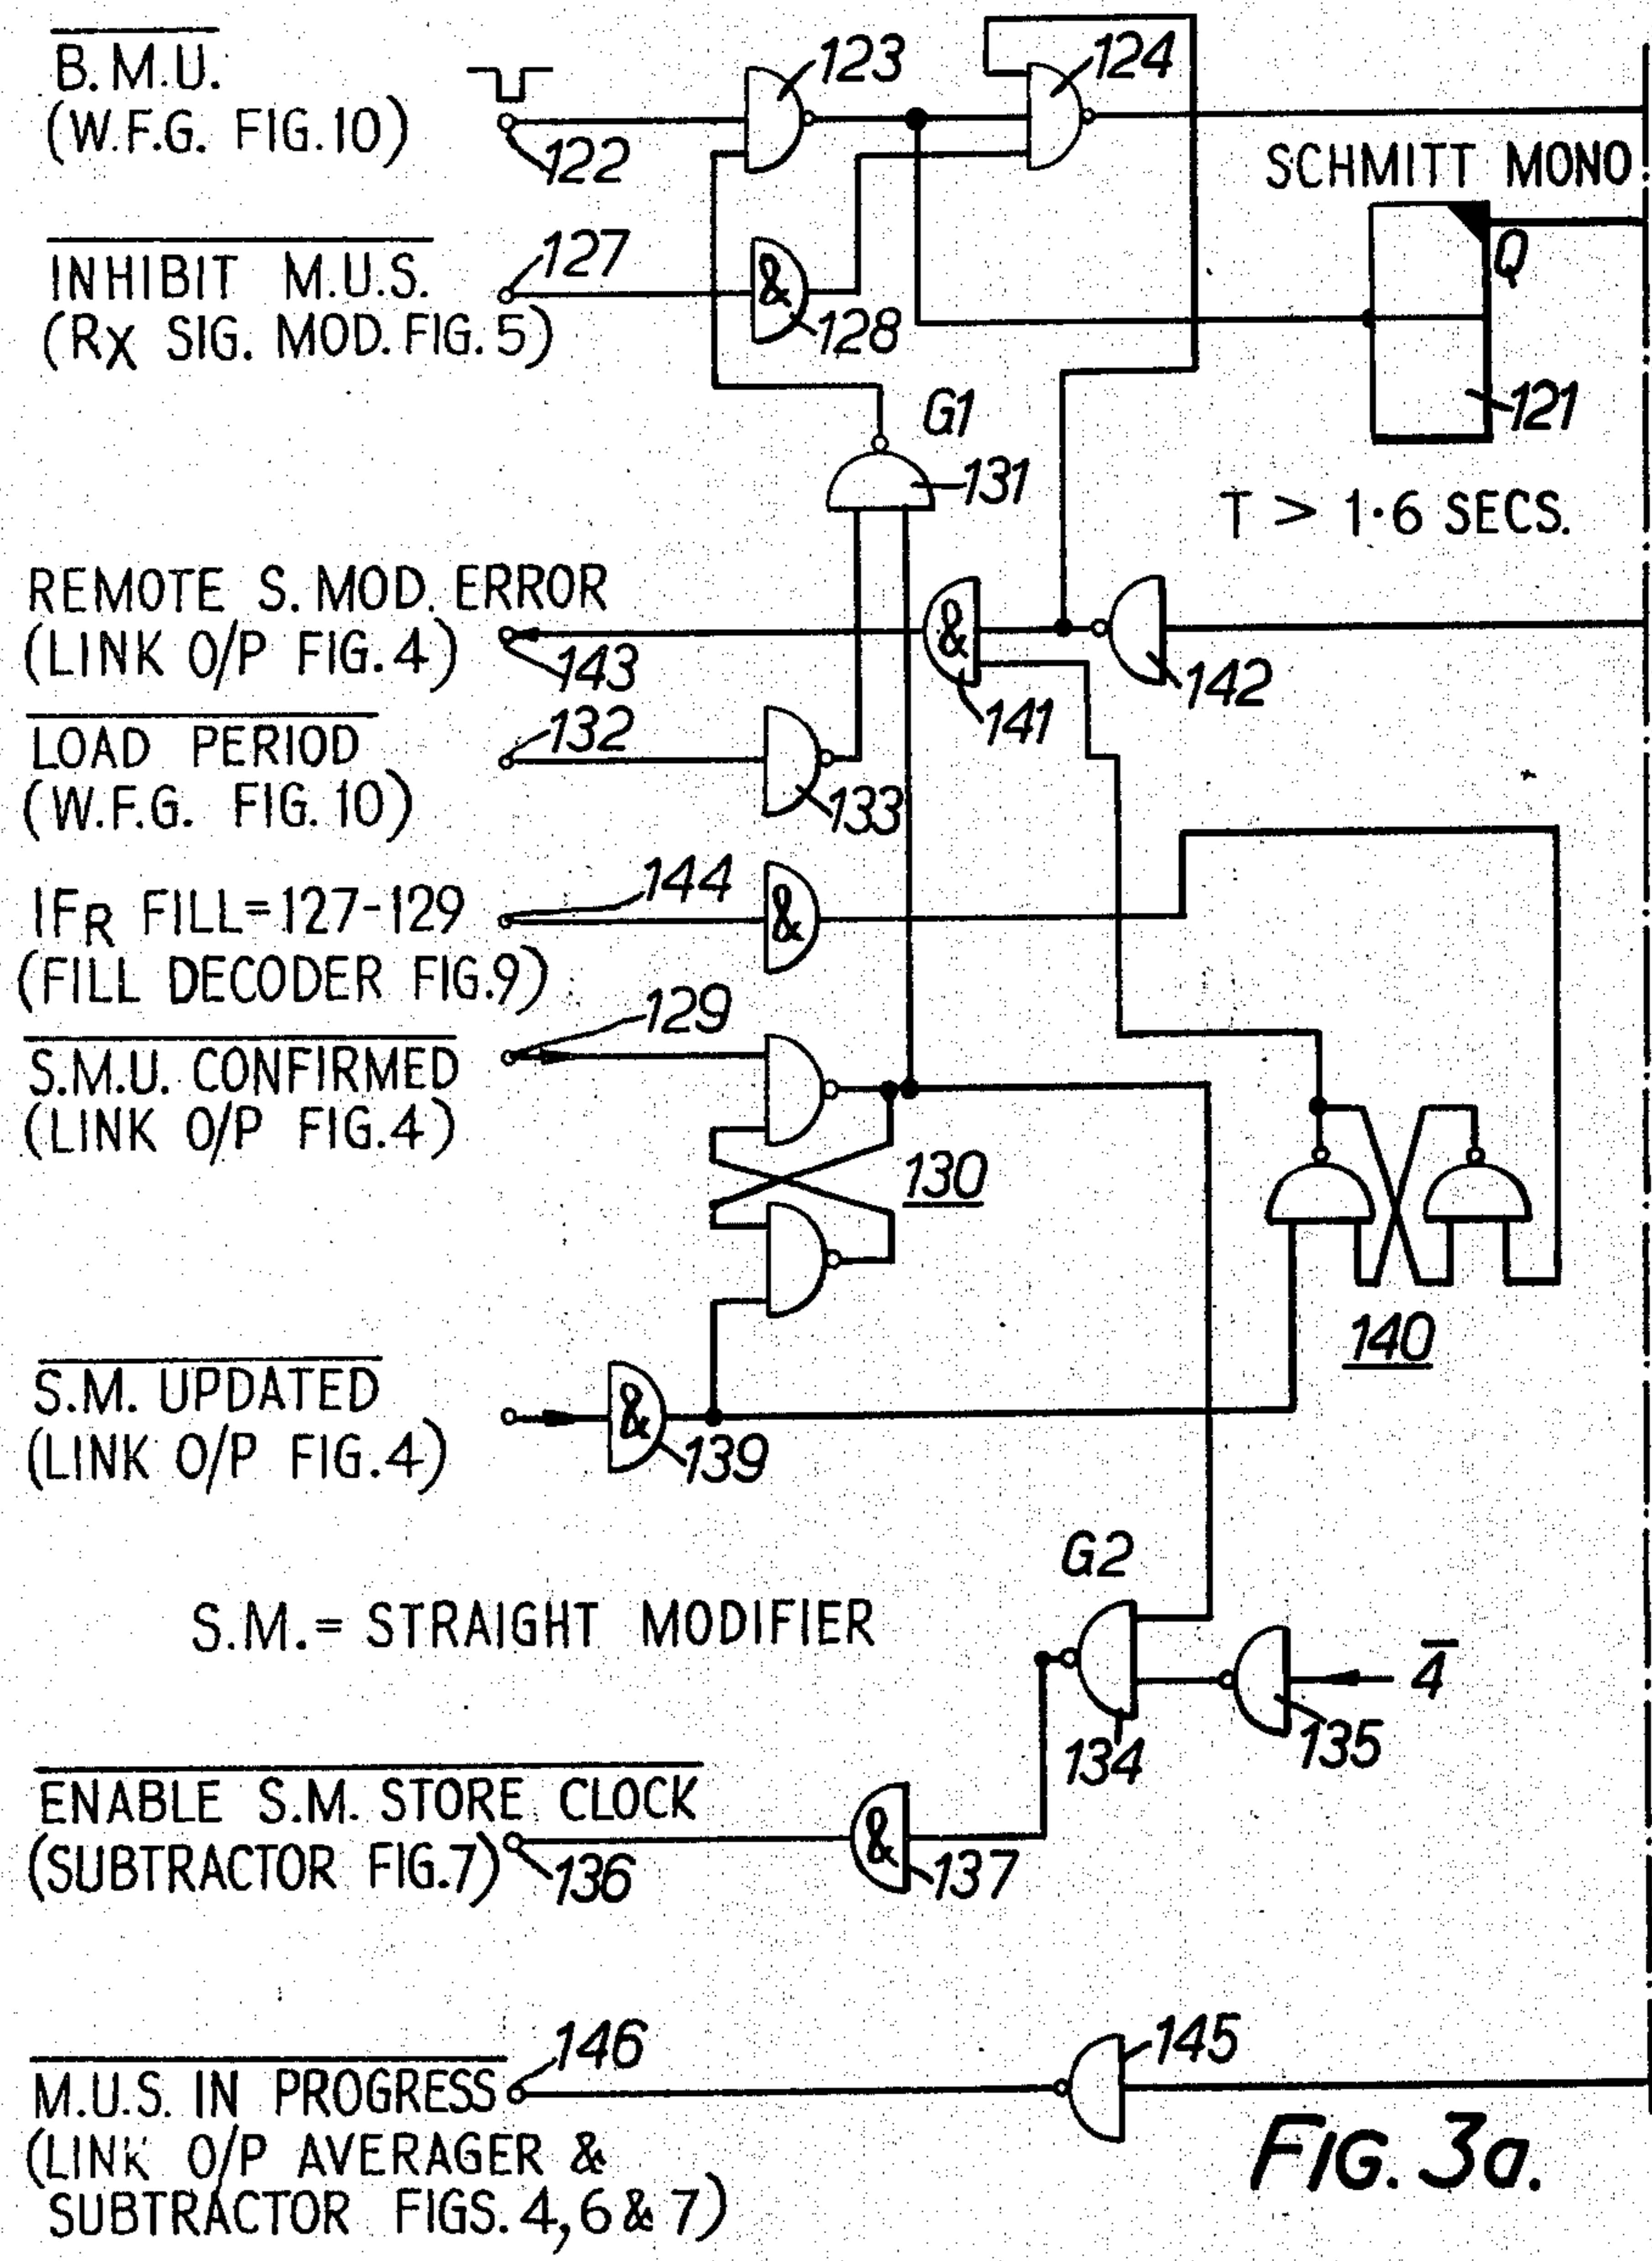 B.M.U.
(W.F.G. FIG.10)
122
123
124
SCHMITT MONO
Q
121
T > 1·6 SECS.
INHIBIT M.U.S.
(RX SIG. MOD. FIG. 5)
127
&
128
G1
131
REMOTE S. MOD. ERROR
(LINK O/P FIG.4)
143
&
141
142
LOAD PERIOD
(W.F.G. FIG.10)
132
133
IFR FILL=127-129
(FILL DECODER FIG.9)
144
&
S.M.U. CONFIRMED
(LINK O/P FIG.4)
129
130
140
S.M. UPDATED
(LINK O/P FIG.4)
&
139
S.M. = STRAIGHT MODIFIER
G2
134
135
4̅
ENABLE S.M. STORE CLOCK
(SUBTRACTOR FIG.7)
136
&
137
M.U.S. IN PROGRESS
(LINK O/P AVERAGER &
SUBTRACTOR FIGS. 4, 6 & 7)
146
145
FIG. 3a.